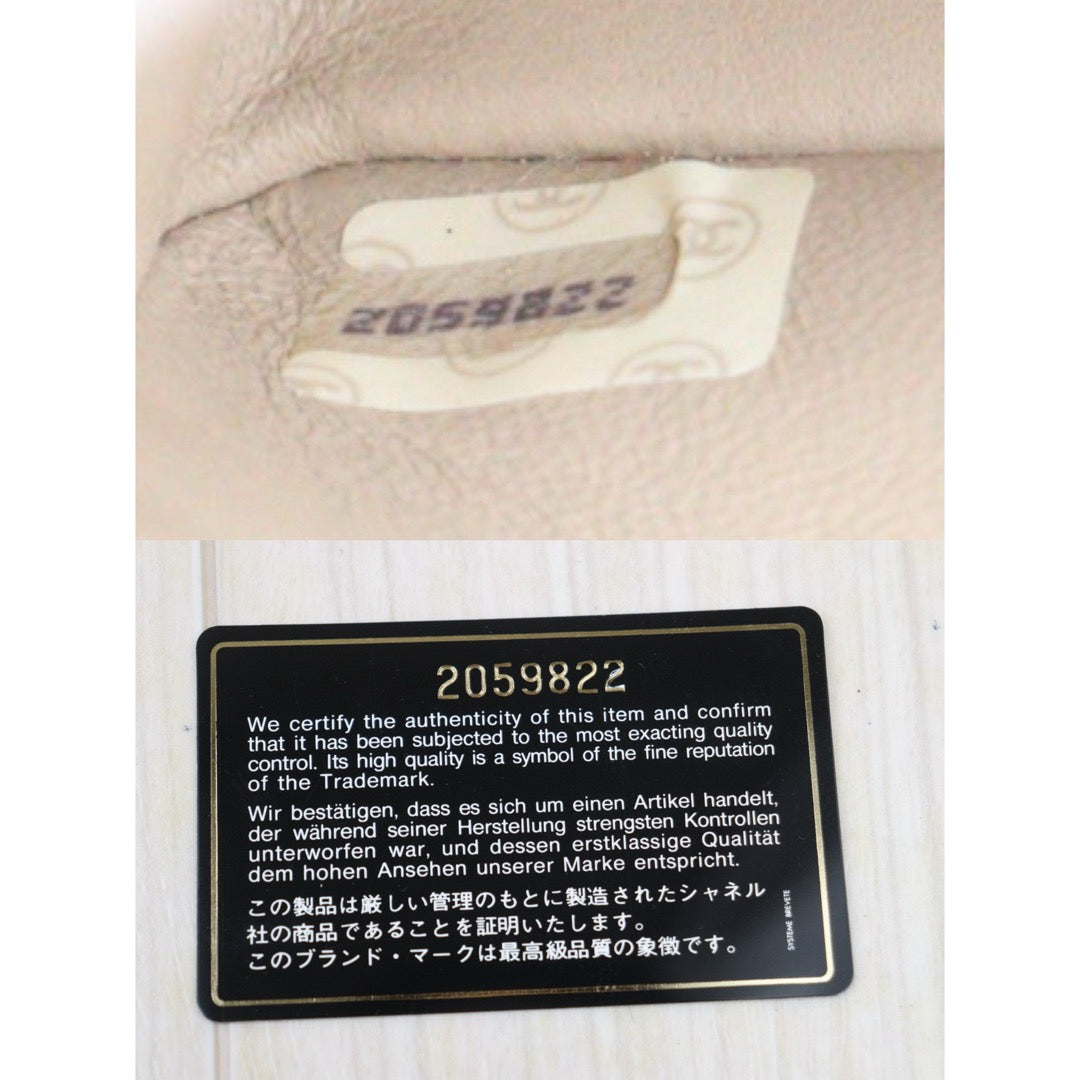 2059822
2059822
We certify the authenticity of this item and confirm
that it has been subjected to the most exacting quality
control. Its high quality is a symbol of the fine reputation
of the Trademark.
Wir bestätigen, dass es sich um einen Artikel handelt,
der während seiner Herstellung strengsten Kontrollen
unterworfen war, und dessen erstklassige Qualität
dem hohen Ansehen unserer Marke entspricht.
この製品は厳しい管理のもとに製造されたシャネル
社の商品であることを証明いたします。
このブランド・マークは最高級品質の象徴です。
SYSTEME BREVETE